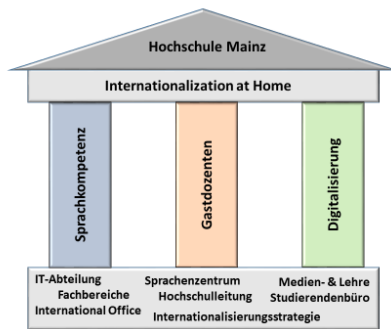 Hochschule Mainz
Internationalization at Home
Sprachkompetenz
Gastdozenten
Digitalisierung
IT-Abteilung
Fachbereiche
International Office
Sprachenzentrum
Hochschulleitung
Internationalisierungsstrategie
Medien- & Lehre
Studierendenbüro